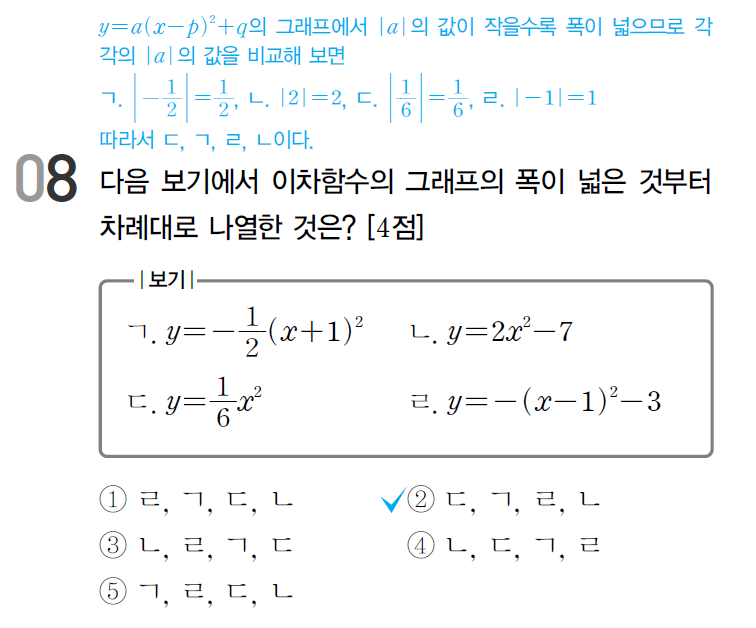 y=a(x-p)²+q의 그래프에서 |a|의 값이 작을수록 폭이 넓으므로 각
각의 |a|의 값을 비교해 보면
ㄱ. |-1/2|=1/2, ㄴ. |2|=2, ㄷ. |1/6|=1/6, ㄹ. |-1|=1
따라서 ㄷ, ㄱ, ㄹ, ㄴ이다.
08 다음 보기에서 이차함수의 그래프의 폭이 넓은 것부터
차례대로 나열한 것은? [4점]
|보기|
ㄱ. y=-1/2(x+1)² ㄴ. y=2x²-7
ㄷ. y=1/6x² ㄹ. y=-(x-1)²-3
① ㄹ, ㄱ, ㄷ, ㄴ ② ㄷ, ㄱ, ㄹ, ㄴ
③ ㄴ, ㄹ, ㄱ, ㄷ ④ ㄴ, ㄷ, ㄱ, ㄹ
⑤ ㄱ, ㄹ, ㄷ, ㄴ